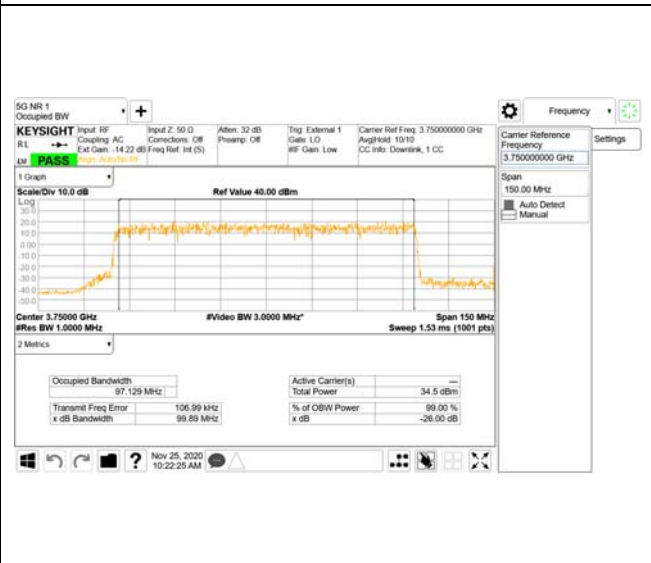 5G NR 1
Occupied BW
Frequency
KEYSIGHT
Input: RF
Coupling: AC
Ext Gain: -14.22 dB
Align: Auto/No RF
Input Z: 50 Ω
Corrections: Off
Freq Ref: Int (S)
Atten: 32 dB
Preamp: Off
Trig: External 1
Gate: LO
#IF Gain: Low
Carrier Ref Freq: 3.750000000 GHz
Avg|Hold: 10/10
CC Info: Downlink, 1 CC
RL
PASS
Carrier Reference
Frequency
3.750000000 GHz
Settings
Span
150.00 MHz
Auto Detect
Manual
1 Graph
Scale/Div 10.0 dB
Ref Value 40.00 dBm
Log
30.0
20.0
10.0
0.00
-10.0
-20.0
-30.0
-40.0
-50.0
Center 3.75000 GHz
#Video BW 3.0000 MHz*
Span 150 MHz
#Res BW 1.0000 MHz
Sweep 1.53 ms (1001 pts)
2 Metrics
Occupied Bandwidth
97.129 MHz
Active Carrier(s)
---
Total Power 34.5 dBm
Transmit Freq Error 106.99 kHz
x dB Bandwidth 99.89 MHz
% of OBW Power 99.00 %
x dB -26.00 dB
?
Nov 25, 2020
10:22:25 AM